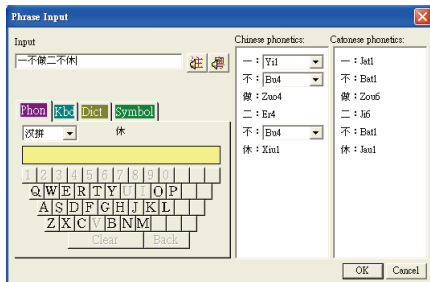 Phrase Input
Input
Chinese phonetics:
Catonese phonetics:
一不做二不休
注 粵
一：Yi1
一：Jat1
不：Bu4
不：Bat1
做：Zuo4
做：Zou6
二：Er4
二：Ji6
不：Bu4
不：Bat1
休：Xiu1
休：Jau1
Phon Kbd Dict Symbol
汉拼
休
1 2 3 4 5 6 7 8 9 0
Q W E R T Y U I O P
A S D F G H J K L
Z X C V B N M
Clear Back
OK Cancel